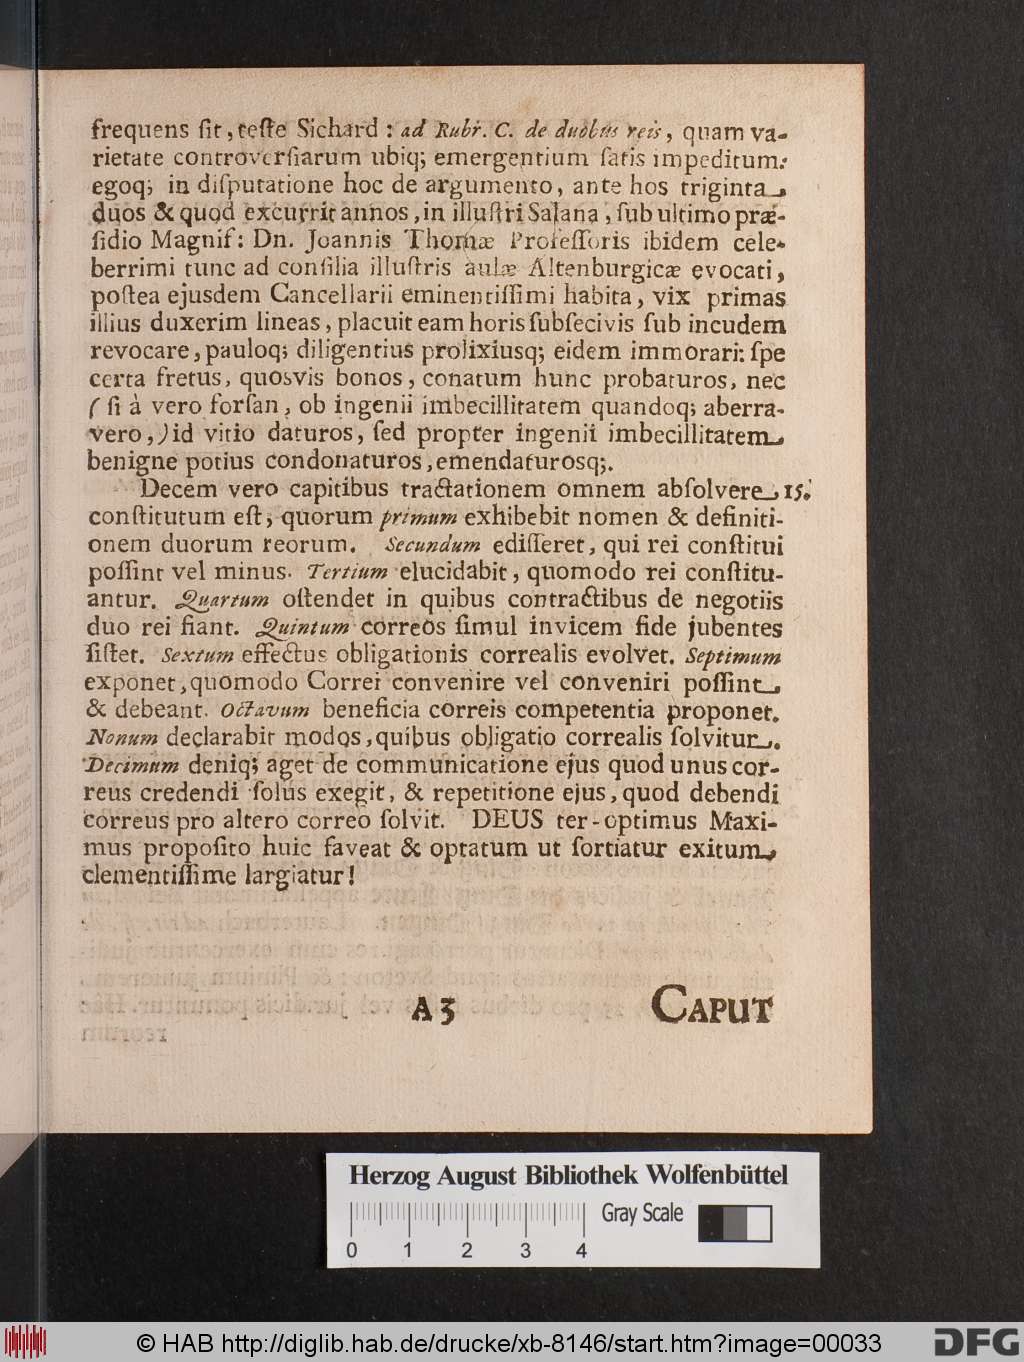 frequens ſit, teſte Sichard: ad Rubr. C. de duobus reis, quam va-
rietate controverſiarum ubiq; emergentium ſatis impeditum:
egoq; in diſputatione hoc de argumento, ante hos triginta,
duos & quod excurrit annos, in illuſtri Salana, ſub ultimo præ-
ſidio Magnif: Dn. Joannis Thomæ Profeſſoris ibidem cele-
berrimi tunc ad conſilia illuſtris aulæ Altenburgicæ evocati,
poſtea ejusdem Cancellarii eminentiſſimi habita, vix primas
illius duxerim lineas, placuit eam horis ſubſecivis ſub incudem
revocare, pauloq; diligentius prolixiusq; eidem immorari: ſpe
certa fretus, quosvis bonos, conatum hunc probaturos, nec
( ſi à vero forſan, ob ingenii imbecillitatem quandoq; aberra-
vero,) id vitio daturos, ſed propter ingenii imbecillitatem,
benigne potius condonaturos, emendaturosq;.
Decem vero capitibus tractationem omnem abſolvere, 15.
conſtitutum eſt, quorum primum exhibebit nomen & definiti-
onem duorum reorum. Secundum ediſſeret, qui rei conſtitui
poſſint vel minus. Tertium elucidabit, quomodo rei conſtitu-
antur. Quartum oſtendet in quibus contractibus de negotiis
duo rei fiant. Quintum correos ſimul invicem fide jubentes
ſiſtet. Sextum effectus obligationis correalis evolvet. Septimum
exponet, quomodo Correi convenire vel conveniri poſſint,
& debeant. Octavum beneficia correis competentia proponet.
Nonum declarabit modos, quibus obligatio correalis ſolvitur.
Decimum deniq; aget de communicatione ejus quod unus cor-
reus credendi ſolus exegit, & repetitione ejus, quod debendi
correus pro altero correo ſolvit. DEUS ter-optimus Maxi-
mus propoſito huic faveat & optatum ut ſortiatur exitum,
clementiſſime largiatur!
A 3 CAPUT
Herzog August Bibliothek Wolfenbüttel
Gray Scale
0 1 2 3 4
© HAB http://diglib.hab.de/drucke/xb-8146/start.htm?image=00033
DFG